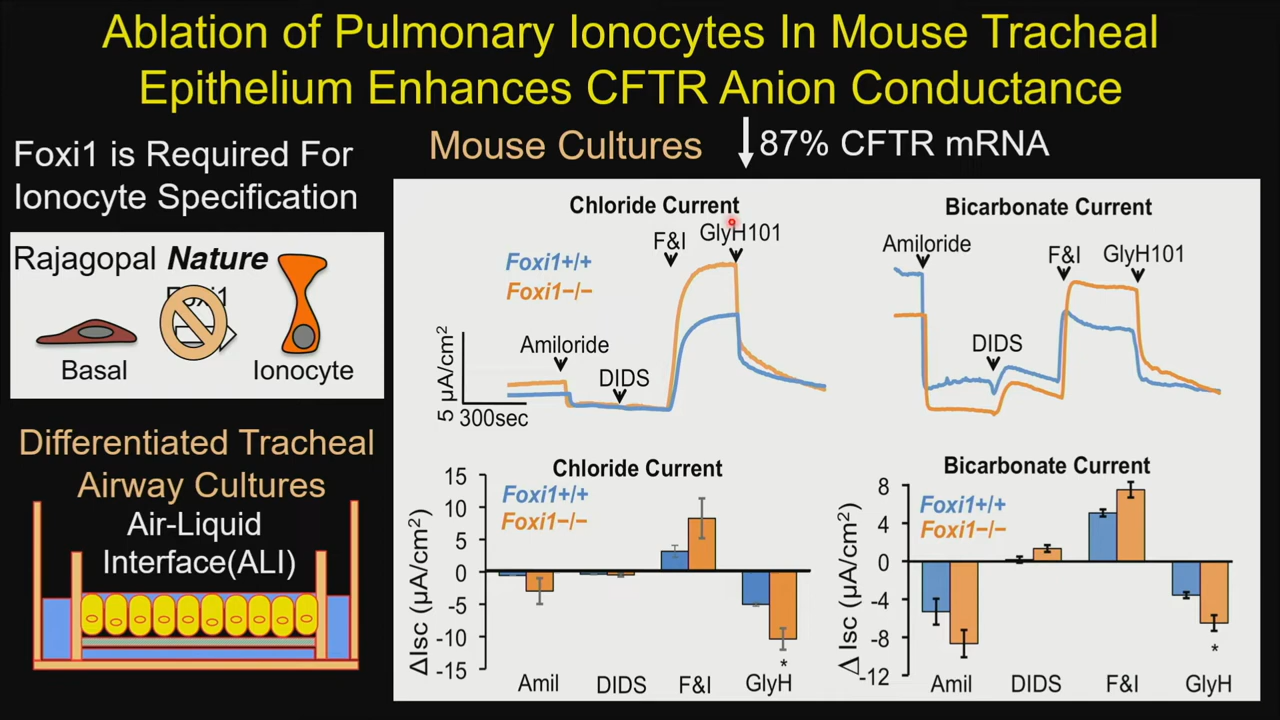 Ablation of Pulmonary Ionocytes In Mouse Tracheal
Epithelium Enhances CFTR Anion Conductance
Foxi1 is Required For
Ionocyte Specification
Rajagopal Nature
Foxi1
Basal
Ionocyte
Differentiated Tracheal
Airway Cultures
Air-Liquid
Interface(ALI)
Mouse Cultures
87% CFTR mRNA
Chloride Current
F&I
GlyH101
Foxi1+/+
Foxi1−/−
Amiloride
DIDS
5 µA/cm2
300sec
Bicarbonate Current
Amiloride
F&I
GlyH101
DIDS
Chloride Current
Foxi1+/+
Foxi1−/−
ΔIsc (µA/cm²)
15
10
5
0
-5
-10
-15
*
Amil
DIDS
F&I
GlyH
Bicarbonate Current
Foxi1+/+
Foxi1−/−
Δ Isc (µA/cm²)
8
4
0
-4
-8
-12
*
Amil
DIDS
F&I
GlyH